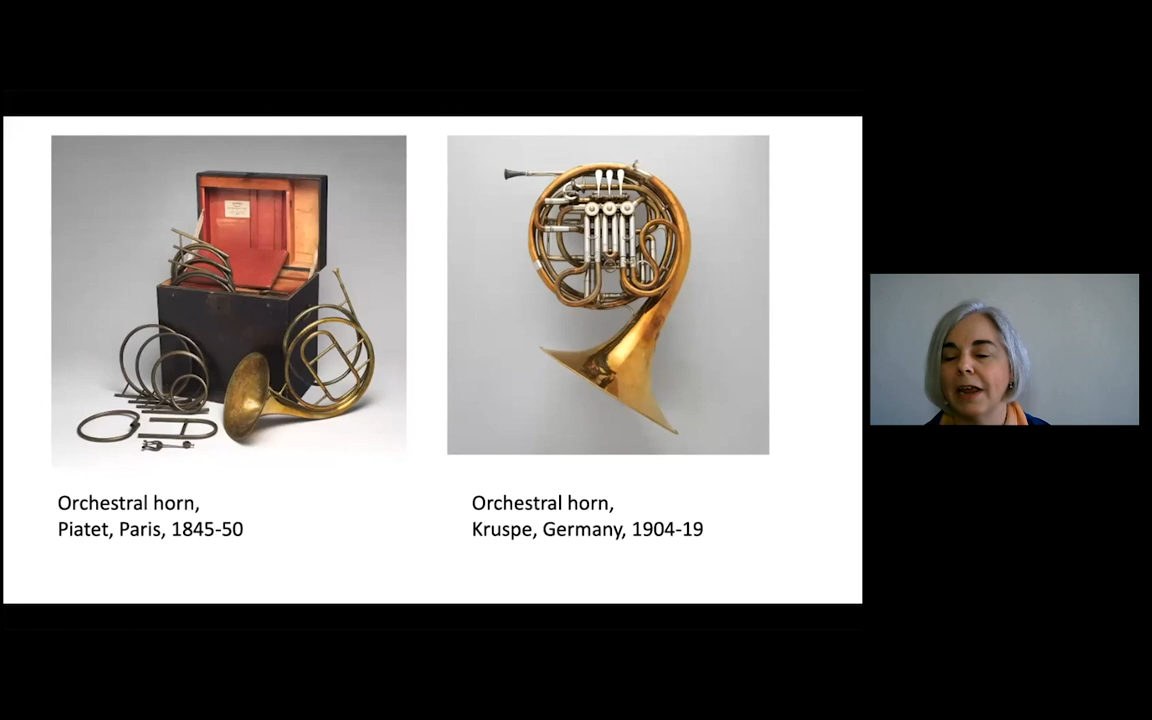 Orchestral horn,
Piatet, Paris, 1845-50
Orchestral horn,
Kruspe, Germany, 1904-19